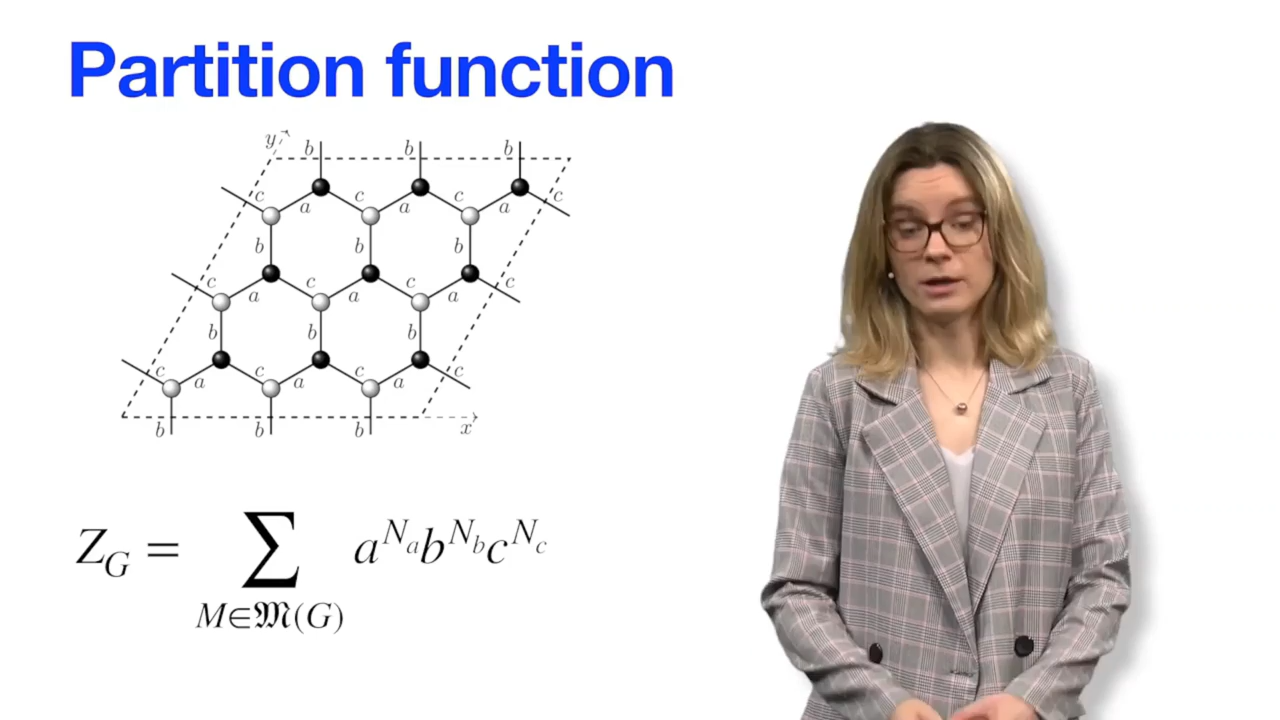 Partition function
y b b b
c c c c
a a a
b b b
c c c c
a a a
b b b
c c c c
a a a
b b b x
Z_G = ∑ a^{N_a} b^{N_b} c^{N_c}
M∈𝔐(G)